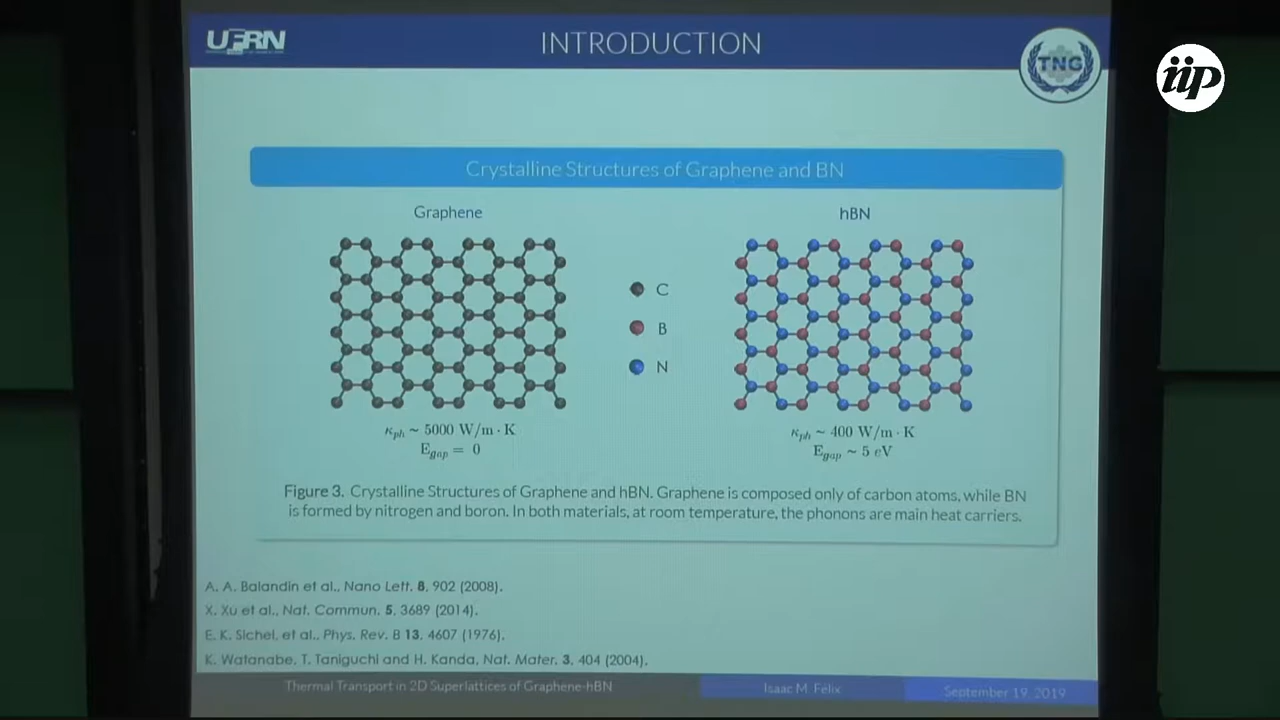 UFRN
INTRODUCTION
TNG
iip
Crystalline Structures of Graphene and BN
Graphene
hBN
C
B
N
κph ~ 5000 W/m · K
Egap = 0
κph ~ 400 W/m · K
Egap ~ 5 eV
Figure 3. Crystalline Structures of Graphene and hBN. Graphene is composed only of carbon atoms, while BN
is formed by nitrogen and boron. In both materials, at room temperature, the phonons are main heat carriers.
A. A. Balandin et al., Nano Lett. 8, 902 (2008).
X. Xu et al., Nat. Commun. 5, 3689 (2014).
E. K. Sichel, et al., Phys. Rev. B 13, 4607 (1976).
K. Watanabe, T. Taniguchi and H. Kanda, Nat. Mater. 3, 404 (2004).
Thermal Transport in 2D Superlattices of Graphene-hBN
Isaac M. Félix
September 19, 2019